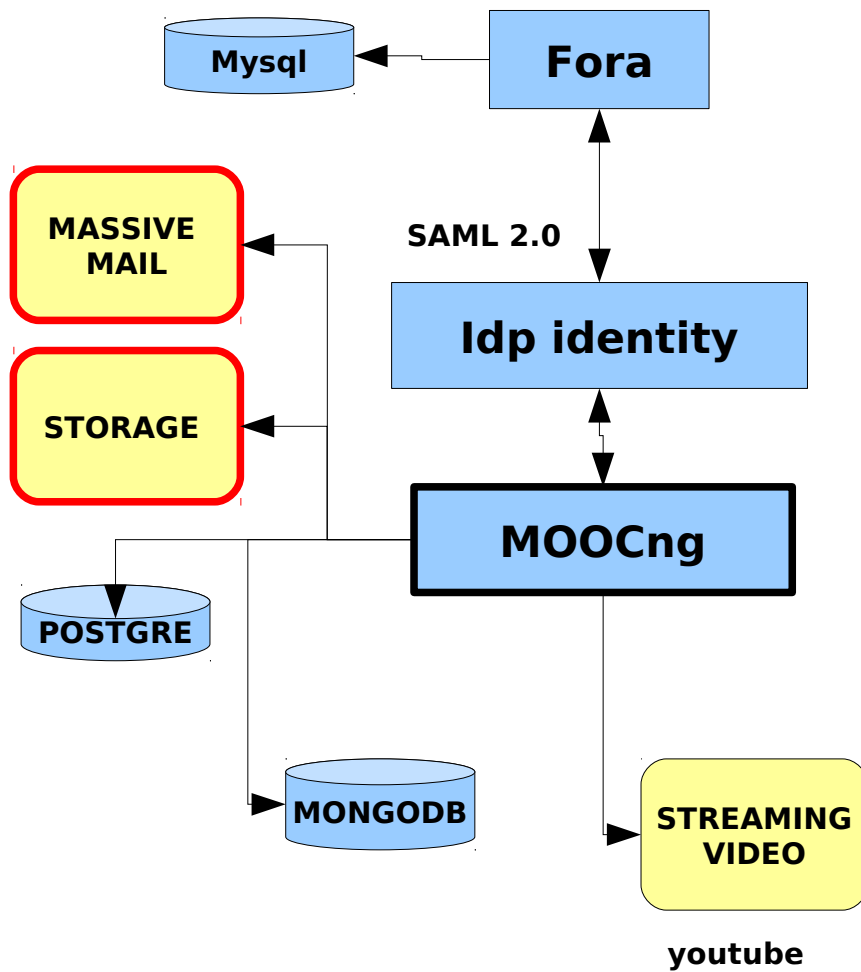 Mysql
Fora
MASSIVE
MAIL
SAML 2.0
Idp identity
STORAGE
MOOCng
POSTGRE
MONGODB
STREAMING
VIDEO
youtube